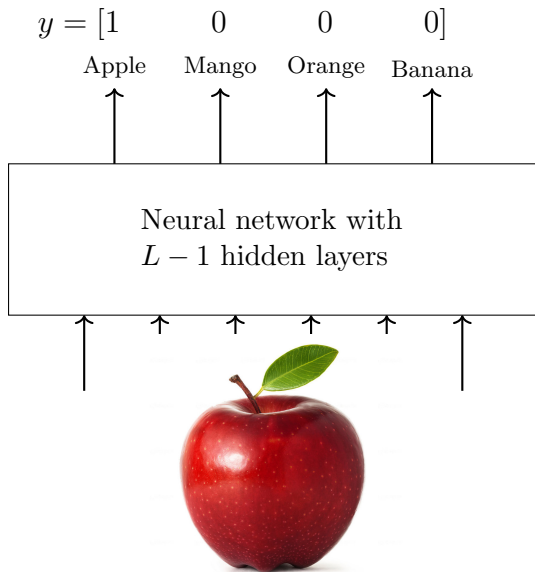 y = [1 0 0 0]
Apple Mango Orange Banana
Neural network with
L − 1 hidden layers